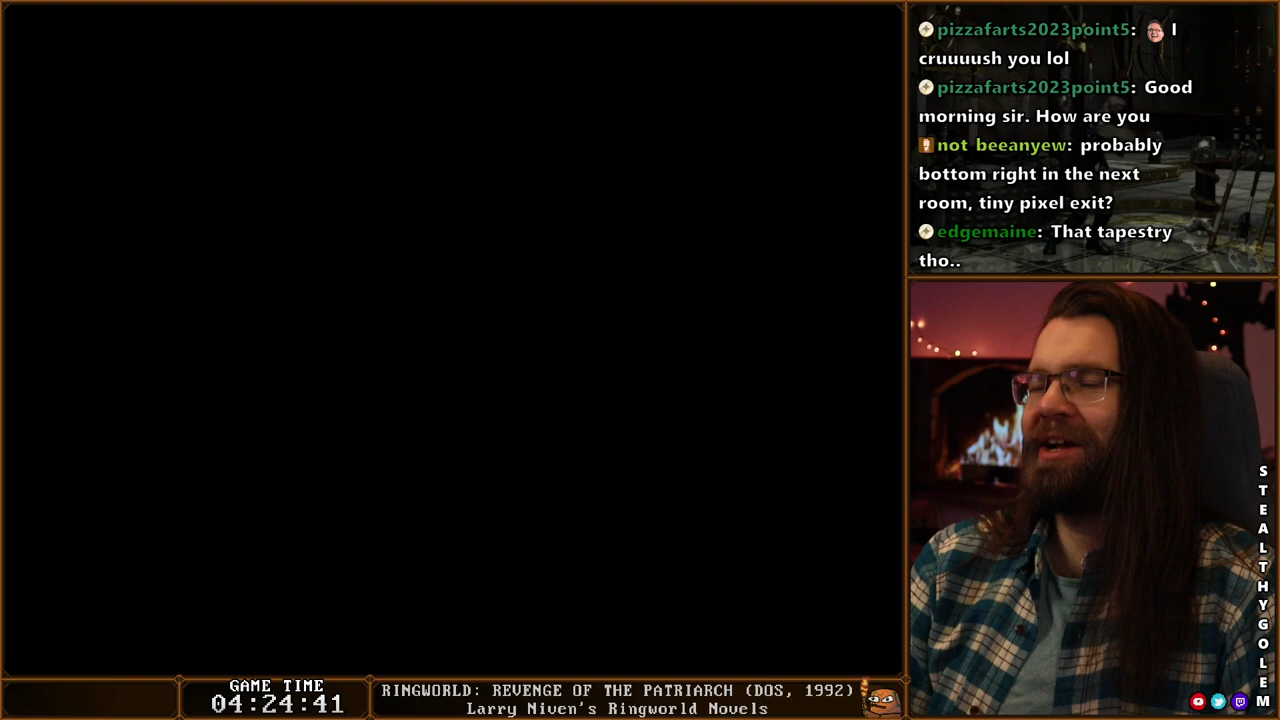 pizzafarts2023point5: I
cruuuush you lol
pizzafarts2023point5: Good
morning sir. How are you
not beeanyew: probably
bottom right in the next
room, tiny pixel exit?
edgemaine: That tapestry
tho..
STEALTHYGOLEM
GAME TIME
04:24:41
RINGWORLD: REVENGE OF THE PATRIARCH (DOS, 1992)
Larry Niven's Ringworld Novels